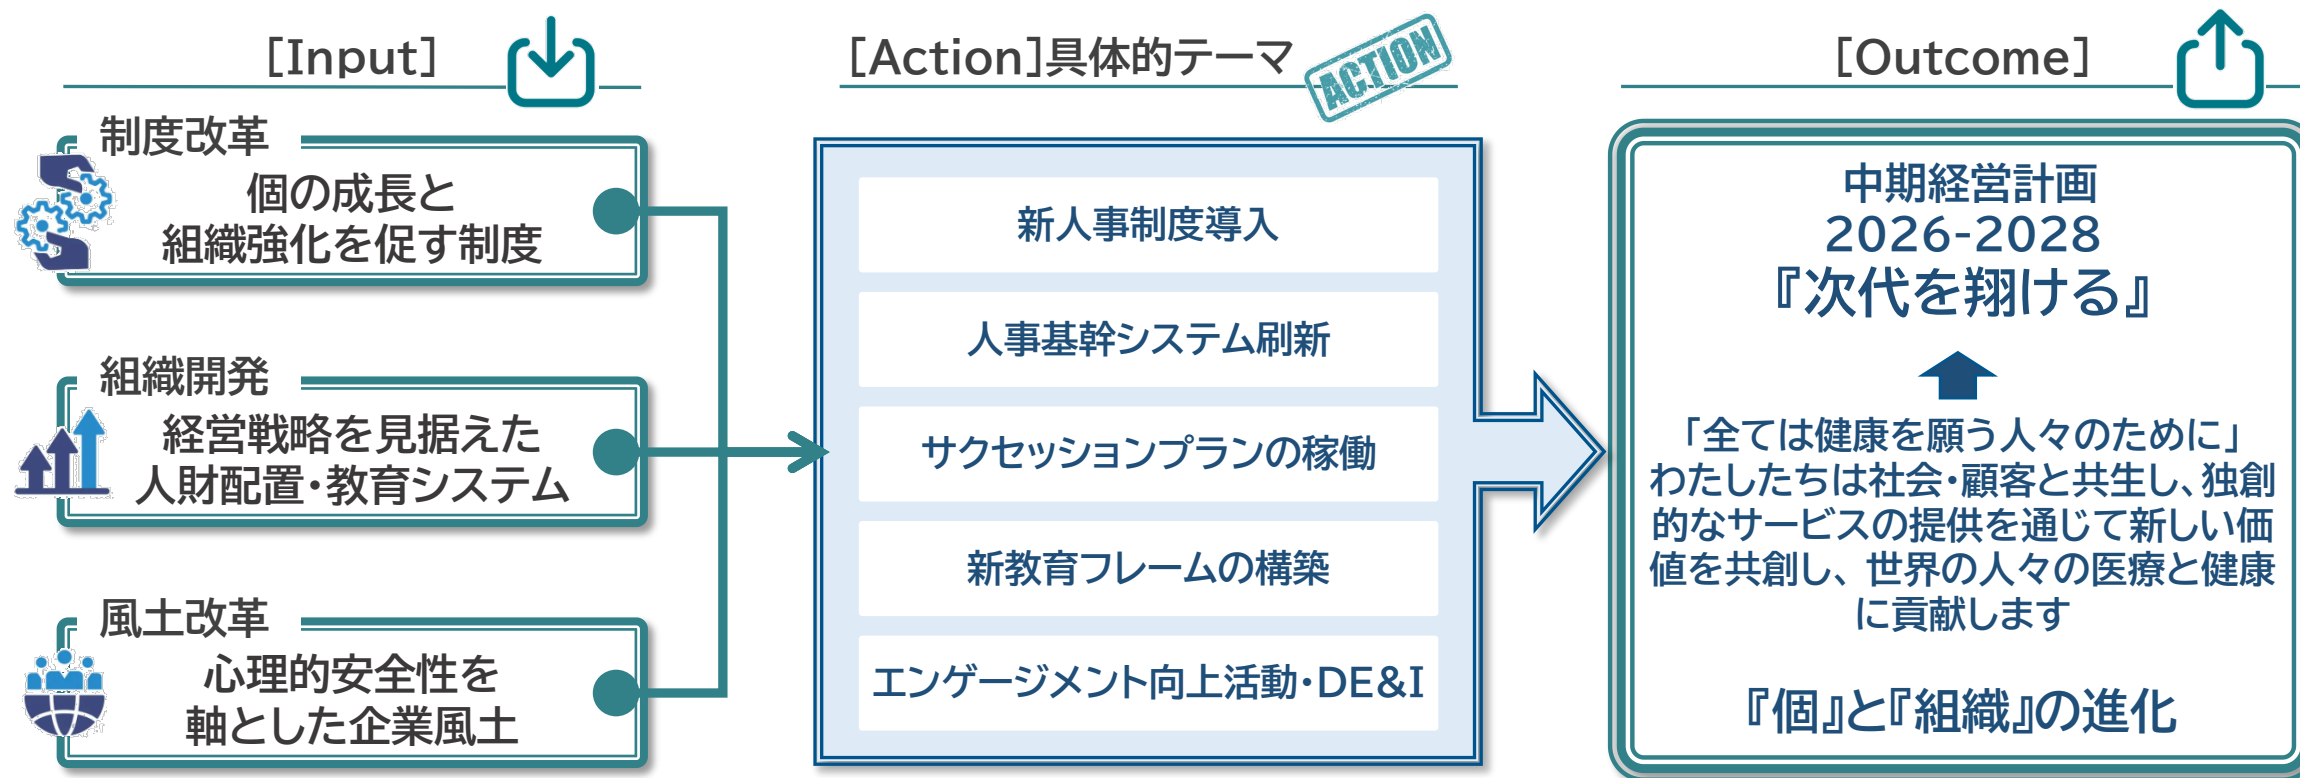 [Input]
制度改革
個の成長と
組織強化を促す制度
組織開発
経営戦略を見据えた
人財配置・教育システム
風土改革
心理的安全性を
軸とした企業風土
[Action]具体的テーマ
ACTION
新人事制度導入
人事基幹システム刷新
サクセッションプランの稼働
新教育フレームの構築
エンゲージメント向上活動・DE&I
[Outcome]
中期経営計画
2026-2028
『次代を翔ける』
「全ては健康を願う人々のために」
わたしたちは社会・顧客と共生し、独創
的なサービスの提供を通じて新しい価
値を共創し、世界の人々の医療と健康
に貢献します
『個』と『組織』の進化